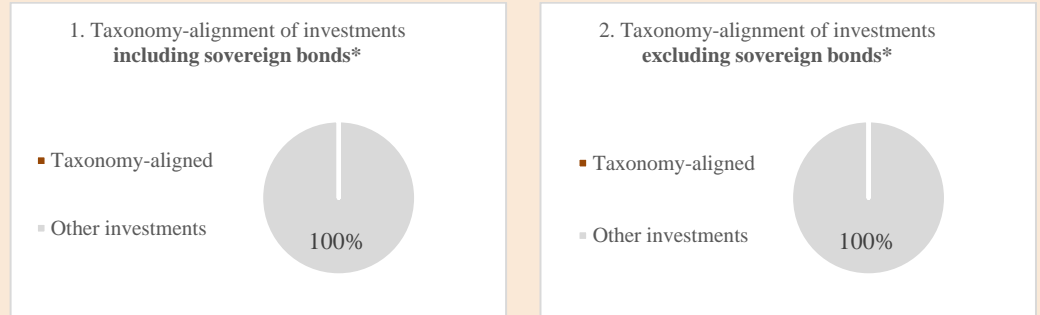 1. Taxonomy-alignment of investments
including sovereign bonds*
Taxonomy-aligned
Other investments
100%
2. Taxonomy-alignment of investments
excluding sovereign bonds*
Taxonomy-aligned
Other investments
100%